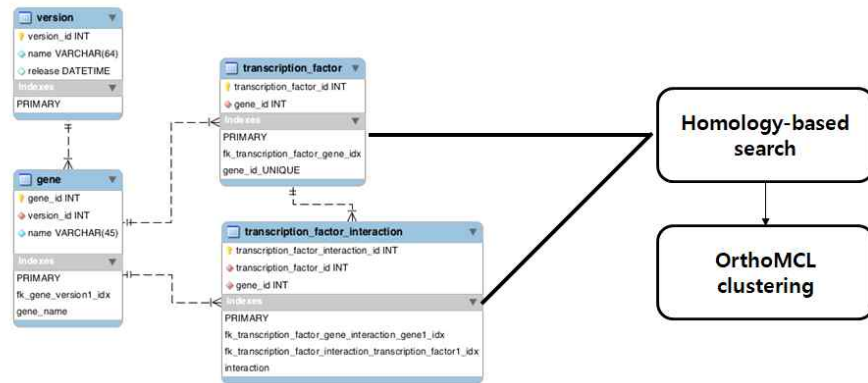 version
version_id INT
name VARCHAR(64)
release DATETIME
Indexes
PRIMARY
gene
gene_id INT
version_id INT
name VARCHAR(45)
Indexes
PRIMARY
fk_gene_version1_idx
gene_name
transcription_factor
transcription_factor_id INT
gene_id INT
Indexes
PRIMARY
fk_transcription_factor_gene_idx
gene_id_UNIQUE
transcription_factor_interaction
transcription_factor_interaction_id INT
transcription_factor_id INT
gene_id INT
Indexes
PRIMARY
fk_transcription_factor_gene_interaction_gene1_idx
fk_transcription_factor_interaction_transcription_factor1_idx
interaction
Homology-based
search
OrthoMCL
clustering